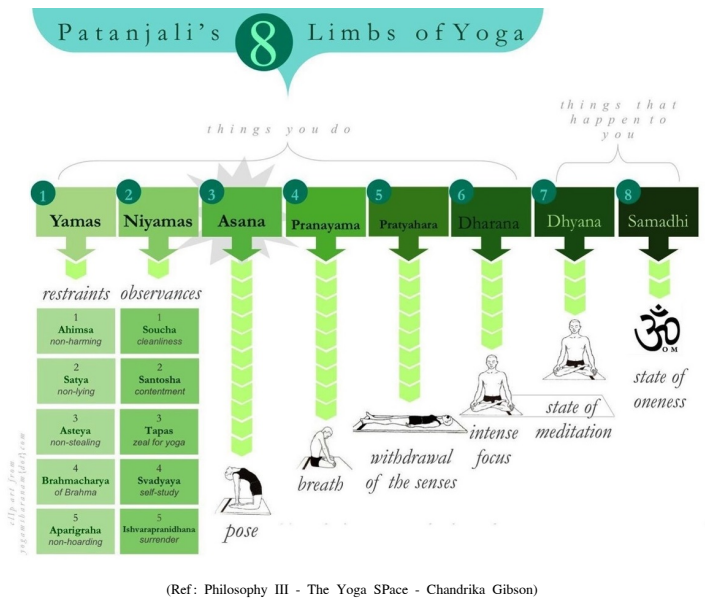 Patanjali's 8 Limbs of Yoga
things you do
things that
happen to
you
1
Yamas
2
Niyamas
3
Asana
4
Pranayama
5
Pratyahara
6
Dharana
7
Dhyana
8
Samadhi
restraints
1
Ahimsa
non-harming
2
Satya
non-lying
3
Asteya
non-stealing
4
Brahmacharya
of Brahma
5
Aparigraha
non-hoarding
observances
1
Soucha
cleanliness
2
Santosha
contentment
3
Tapas
zeal for yoga
4
Svadyaya
self-study
5
Ishvarapranidhana
surrender
pose
breath
withdrawal
of the senses
intense
focus
state of
meditation
ॐ
OM
state of
oneness
clip art from
(Ref: Philosophy III - The Yoga SPace - Chandrika Gibson)